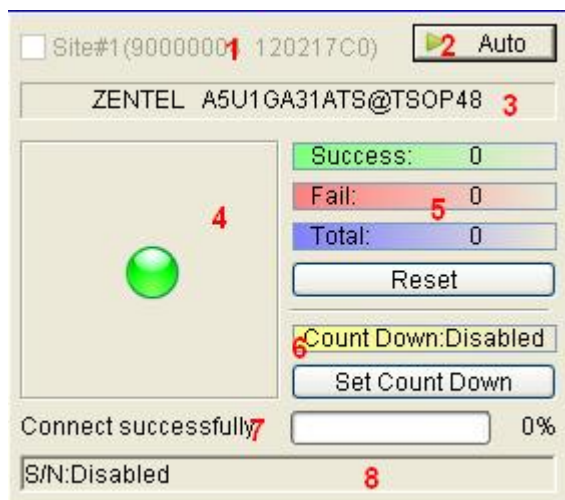 Site#1(90000004 120217C0) 1
2 Auto
ZENTEL A5U1GA31ATS@TSOP48 3
4
Success: 0
Fail: 0
5
Total: 0
Reset
6 Count Down:Disabled
Set Count Down
Connect successfully 7 0%
S/N:Disabled 8